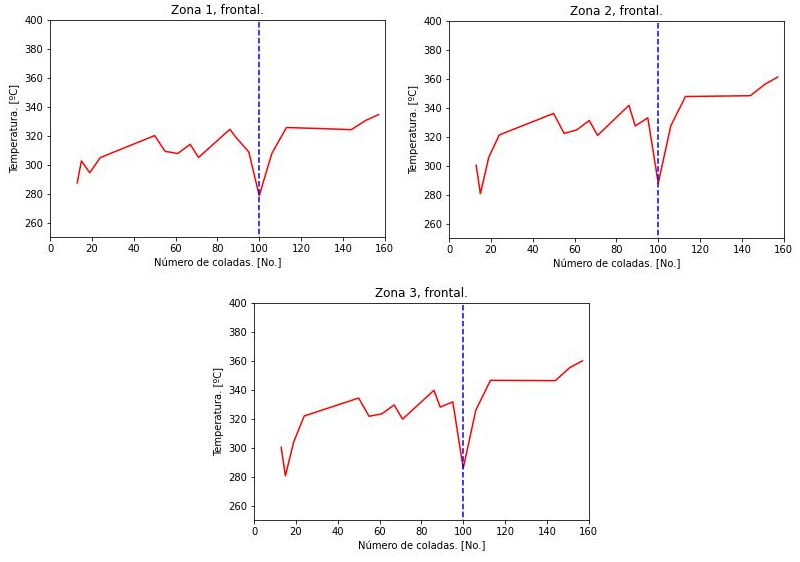 Zona 1, frontal.
400
380
360
340
320
300
280
260
Temperatura. [ºC]
0 20 40 60 80 100 120 140 160
Número de coladas. [No.]
Zona 2, frontal.
400
380
360
340
320
300
280
260
Temperatura. [ºC]
0 20 40 60 80 100 120 140 160
Número de coladas. [No.]
Zona 3, frontal.
400
380
360
340
320
300
280
260
Temperatura. [ºC]
0 20 40 60 80 100 120 140 160
Número de coladas. [No.]